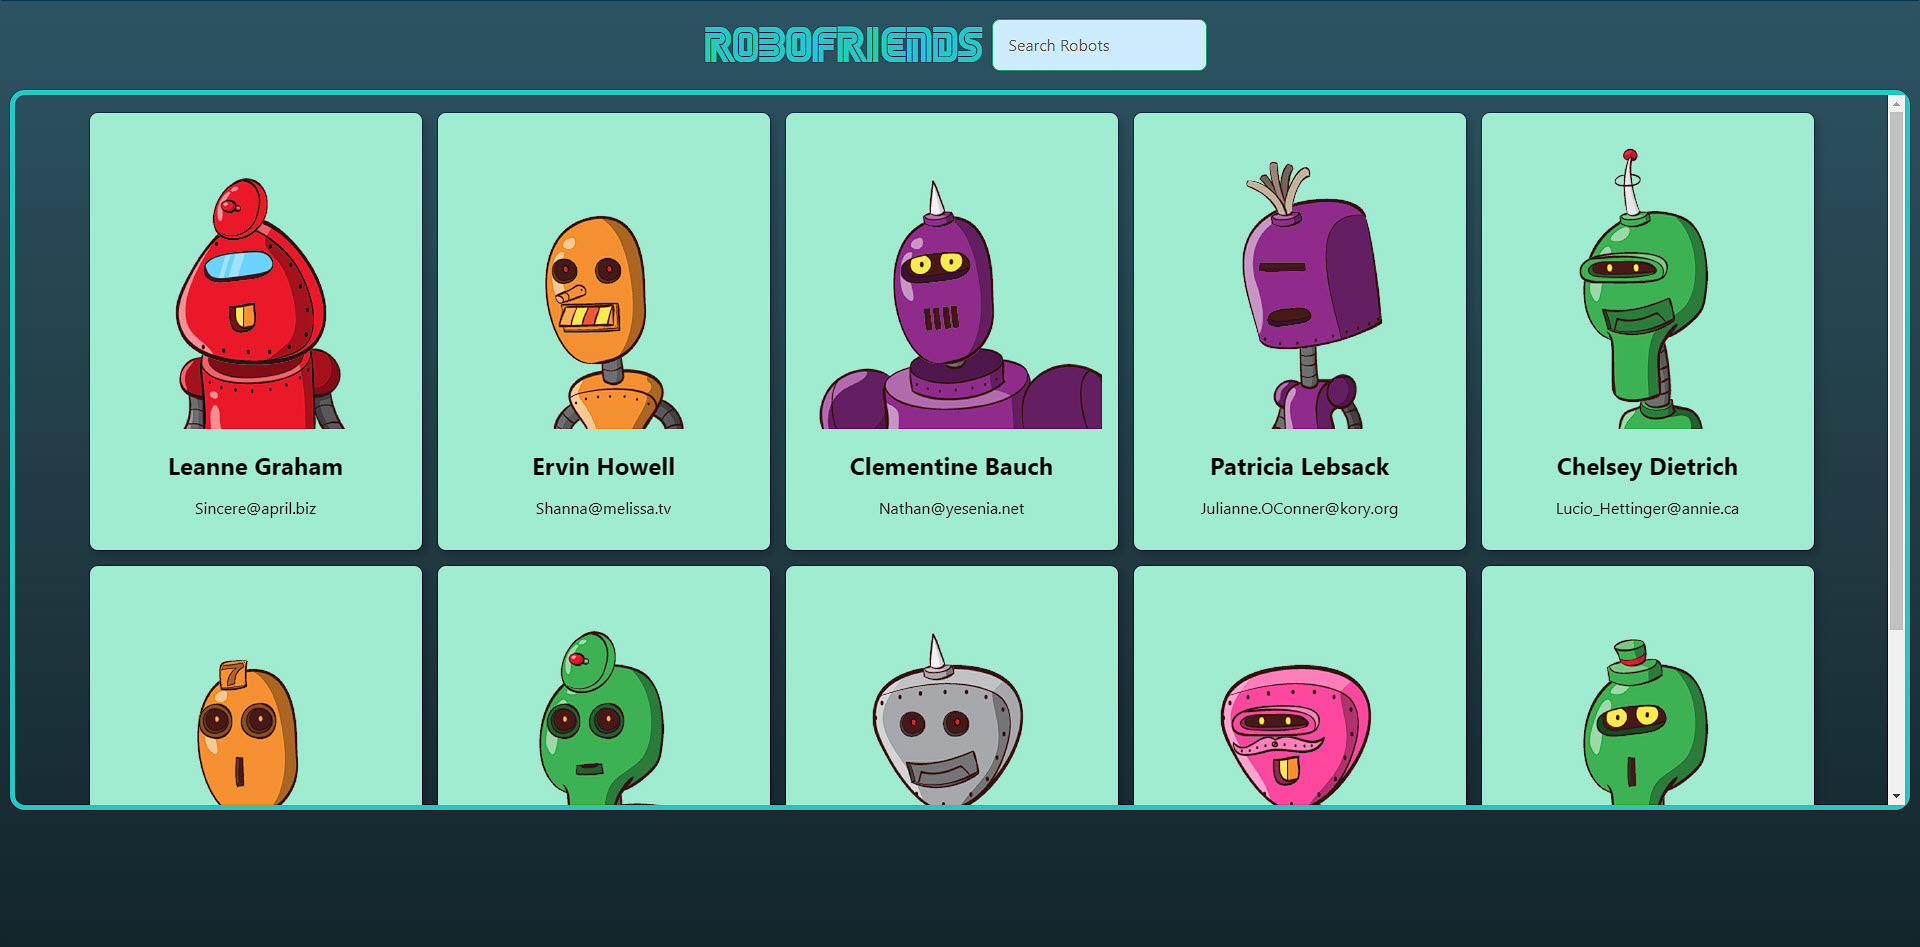 ROBOFRIENDS
Search Robots
Leanne Graham
Sincere@april.biz
Ervin Howell
Shanna@melissa.tv
Clementine Bauch
Nathan@yesenia.net
Patricia Lebsack
Julianne.OConner@kory.org
Chelsey Dietrich
Lucio_Hettinger@annie.ca
7